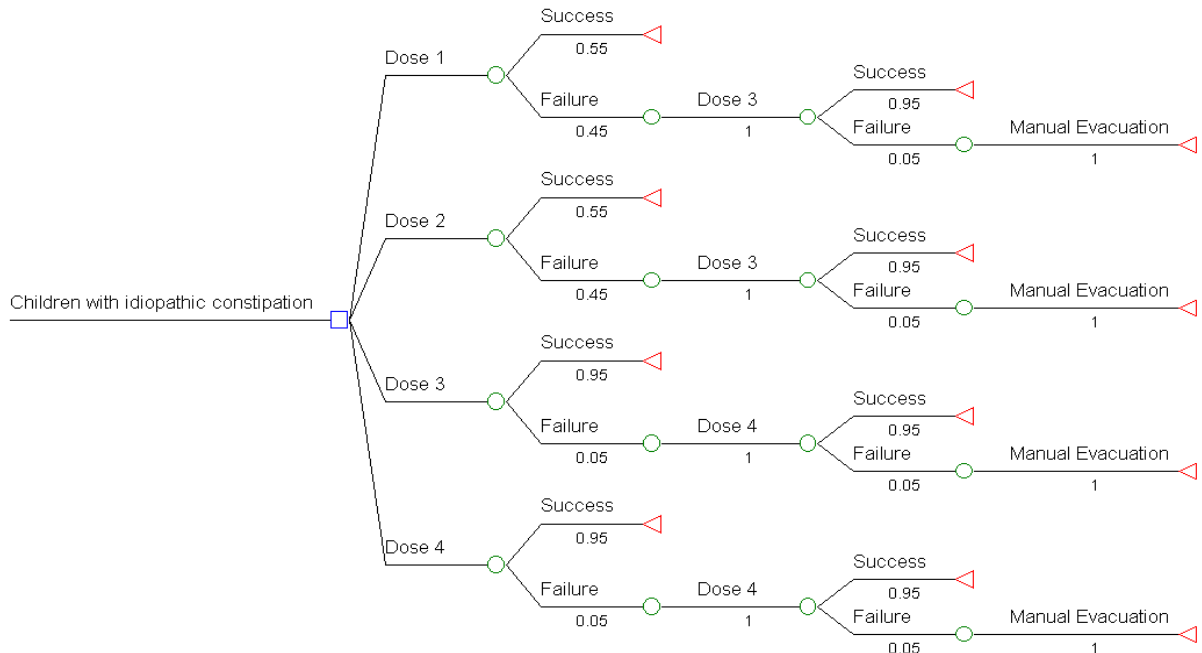 Success
0.55
Dose 1
Success
Failure
Dose 3
0.95
0.45
1
Failure
Manual Evacuation
0.05
1
Success
0.55
Dose 2
Success
Failure
Dose 3
0.95
0.45
1
Failure
Manual Evacuation
0.05
1
Children with idiopathic constipation
Success
0.95
Dose 3
Success
Failure
Dose 4
0.95
0.05
1
Failure
Manual Evacuation
0.05
1
Success
0.95
Dose 4
Success
Failure
Dose 4
0.95
0.05
1
Failure
Manual Evacuation
0.05
1